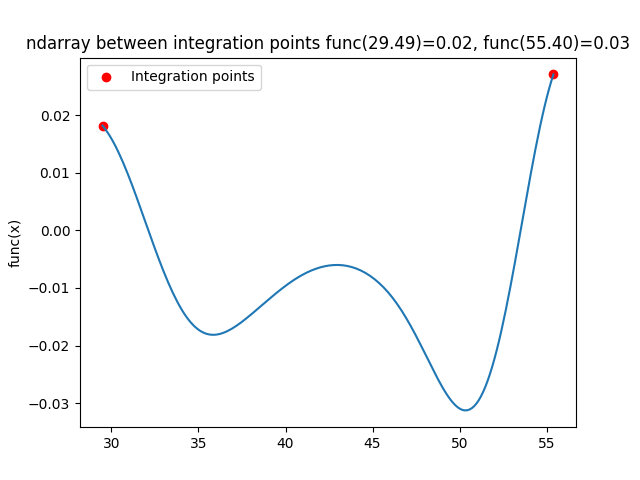 ndarray between integration points func(29.49)=0.02, func(55.40)=0.03
Integration points
func(x)
0.02
0.01
0.00
−0.01
−0.02
−0.03
30 35 40 45 50 55